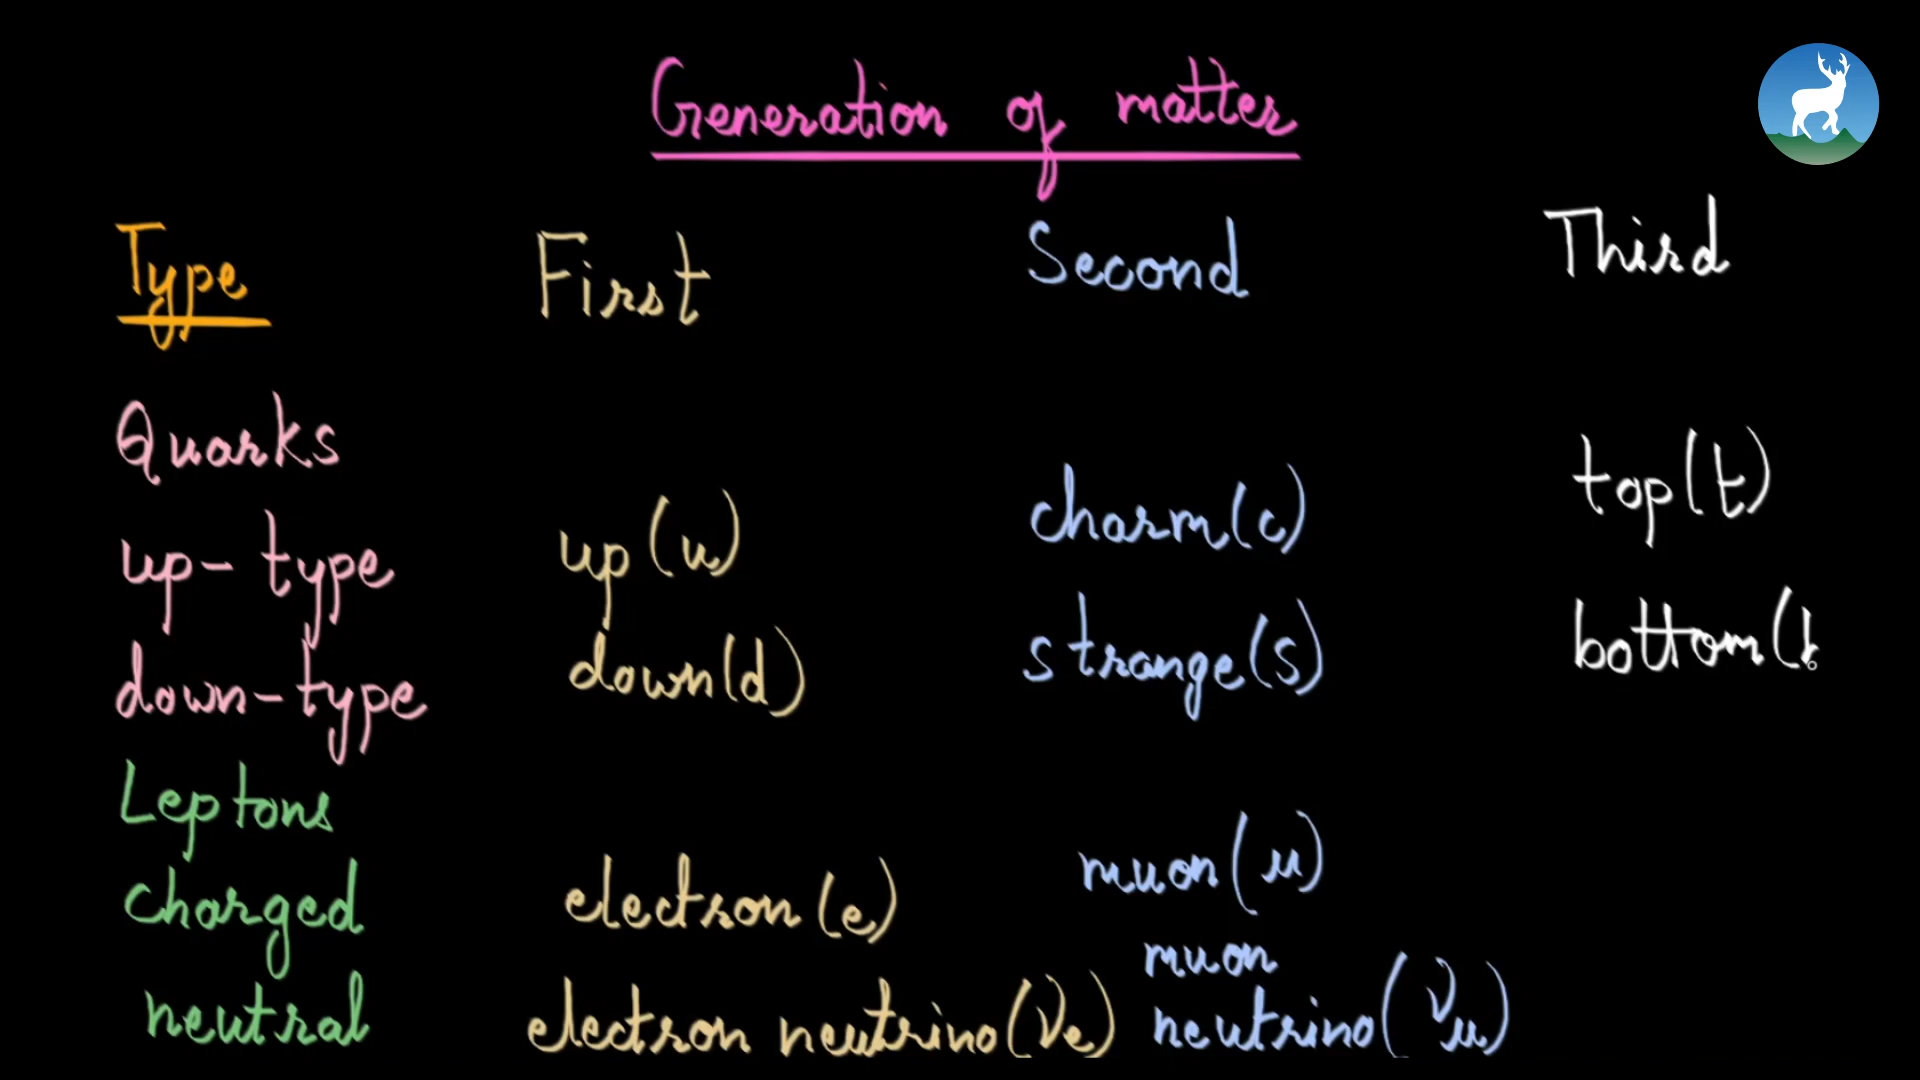 Generation of matter
Type First Second Third
Quarks
up-type up(u) charm(c) top(t)
down-type down(d) strange(s) bottom(b
Leptons
charged electron(e) muon(μ)
neutral electron neutrino(νe) muon neutrino(νμ)